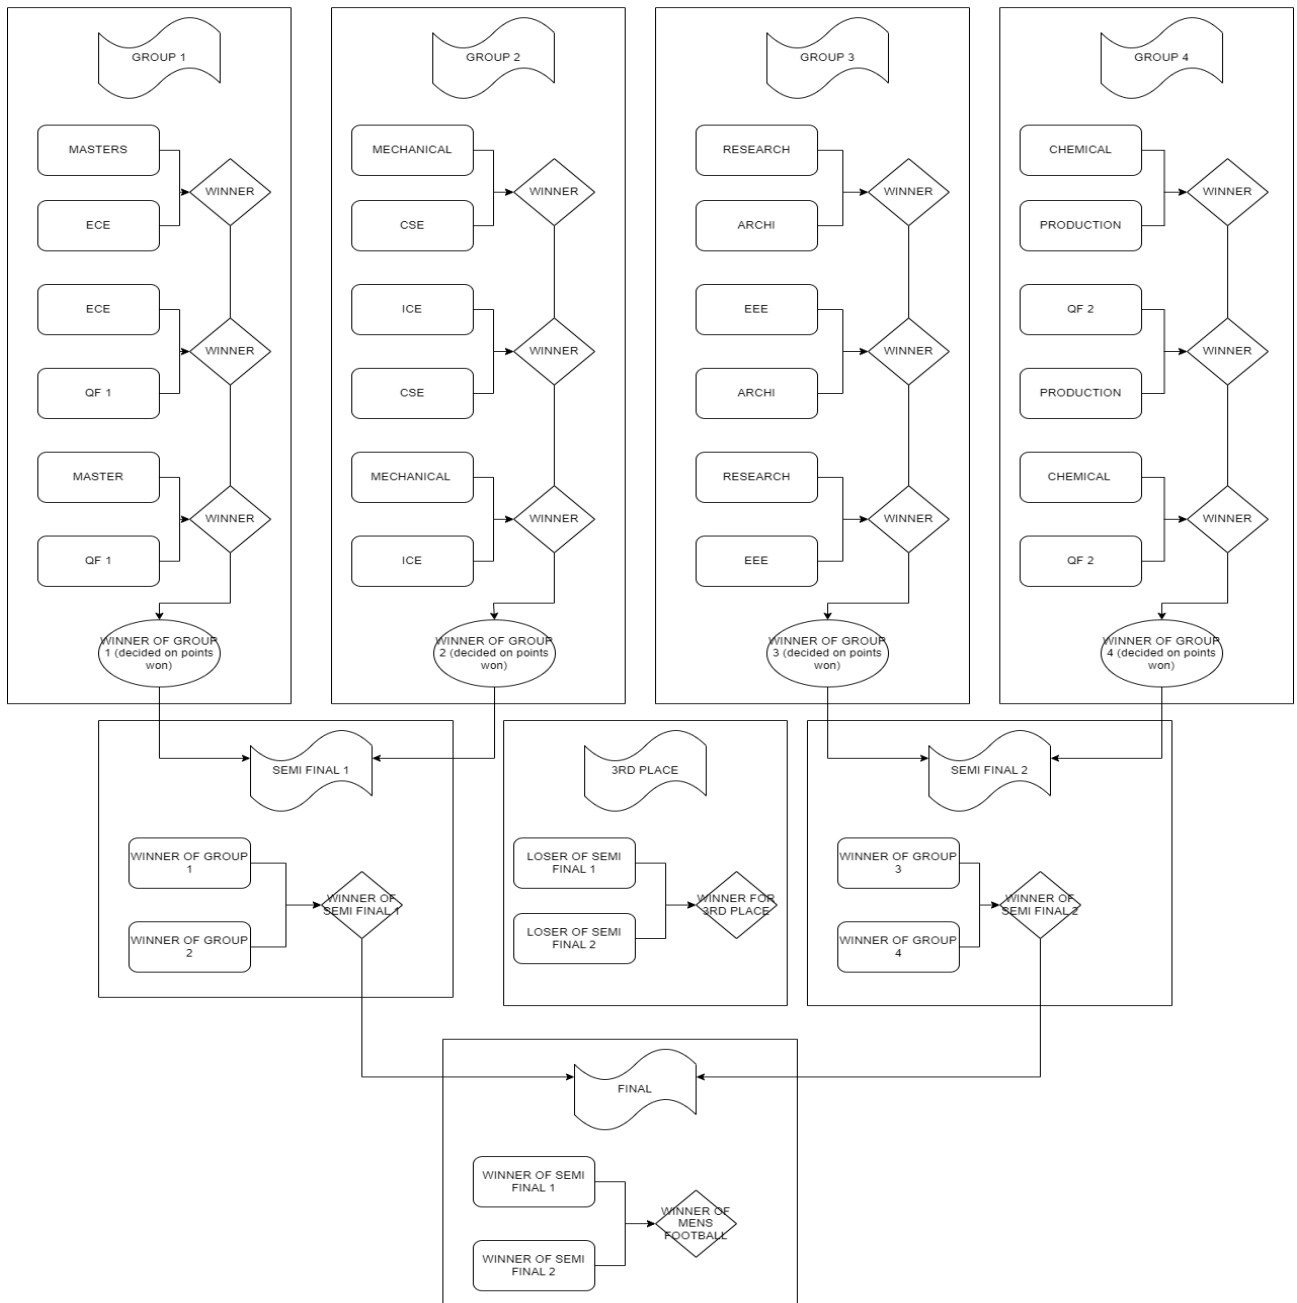 GROUP 1
MASTERS
WINNER
ECE
ECE
WINNER
QF 1
MASTER
WINNER
QF 1
WINNER OF GROUP
1 (decided on points
won)
GROUP 2
MECHANICAL
WINNER
CSE
ICE
WINNER
CSE
MECHANICAL
WINNER
ICE
WINNER OF GROUP
2 (decided on points
won)
GROUP 3
RESEARCH
WINNER
ARCHI
EEE
WINNER
ARCHI
RESEARCH
WINNER
EEE
WINNER OF GROUP
3 (decided on points
won)
GROUP 4
CHEMICAL
WINNER
PRODUCTION
QF 2
WINNER
PRODUCTION
CHEMICAL
WINNER
QF 2
WINNER OF GROUP
4 (decided on points
won)
SEMI FINAL 1
WINNER OF GROUP
1
WINNER OF
SEMI FINAL 1
WINNER OF GROUP
2
3RD PLACE
LOSER OF SEMI
FINAL 1
WINNER FOR
3RD PLACE
LOSER OF SEMI
FINAL 2
SEMI FINAL 2
WINNER OF GROUP
3
WINNER OF
SEMI FINAL 2
WINNER OF GROUP
4
FINAL
WINNER OF SEMI
FINAL 1
WINNER OF
MENS
FOOTBALL
WINNER OF SEMI
FINAL 2